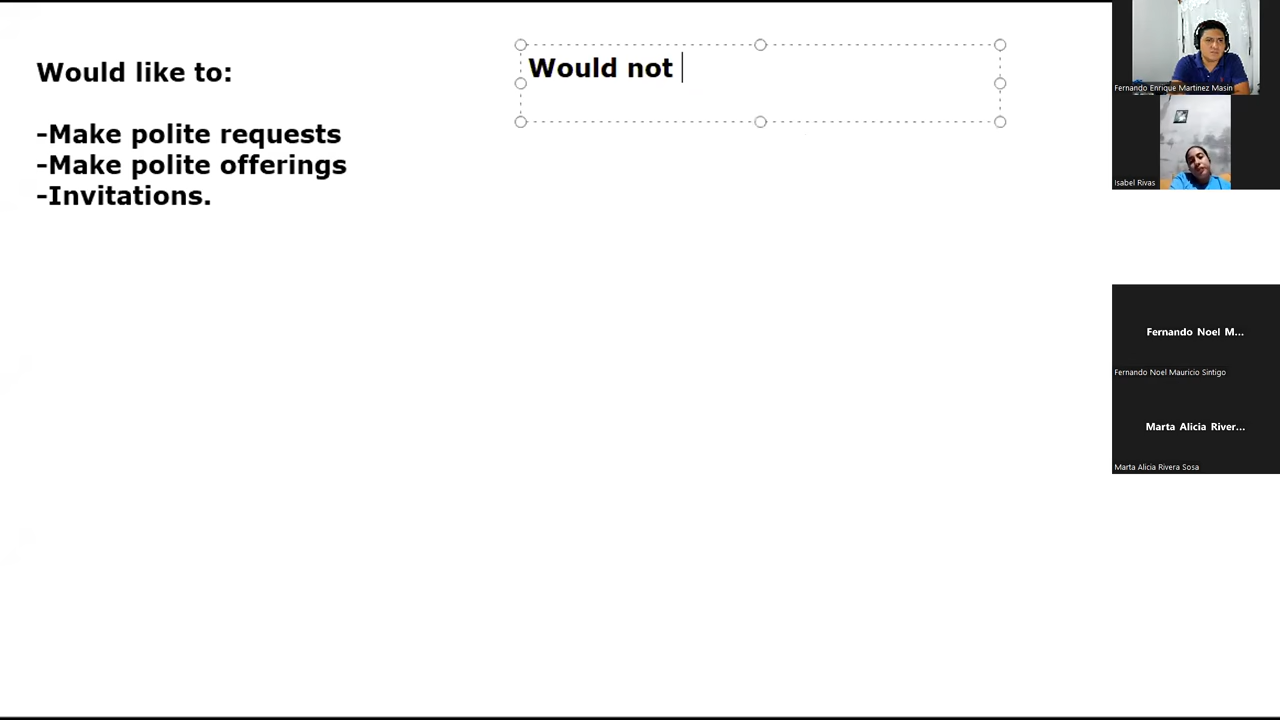 Would like to:
-Make polite requests
-Make polite offerings
-Invitations.
Would not
Fernando Enrique Martinez Masin
Isabel Rivas
Fernando Noel M...
Fernando Noel Mauricio Sintigo
Marta Alicia River...
Marta Alicia Rivera Sosa